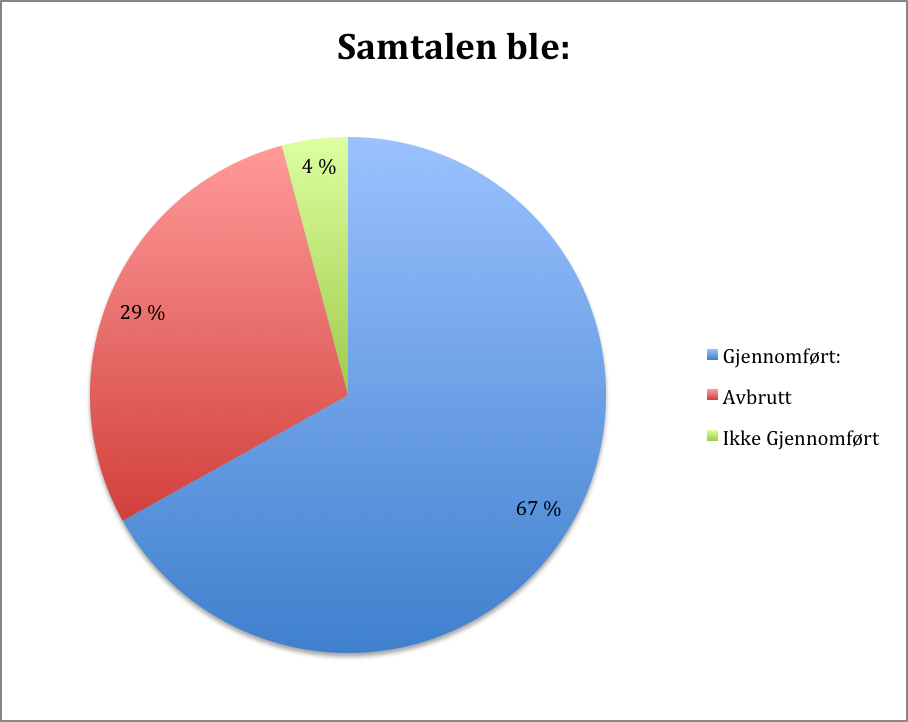 Samtalen ble:
4 %
29 %
67 %
Gjennomført:
Avbrutt
Ikke Gjennomført